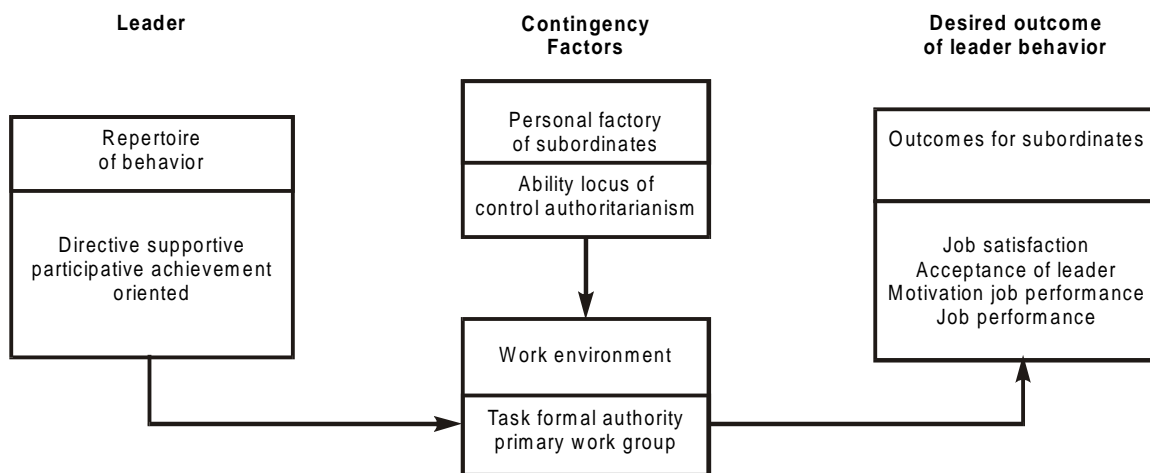 Leader
Repertoire
of behavior
Directive supportive
participative achievement
oriented
Contingency
Factors
Personal factory
of subordinates
Ability locus of
control authoritarianism
Work environment
Task formal authority
primary work group
Desired outcome
of leader behavior
Outcomes for subordinates
Job satisfaction
Acceptance of leader
Motivation job performance
Job performance